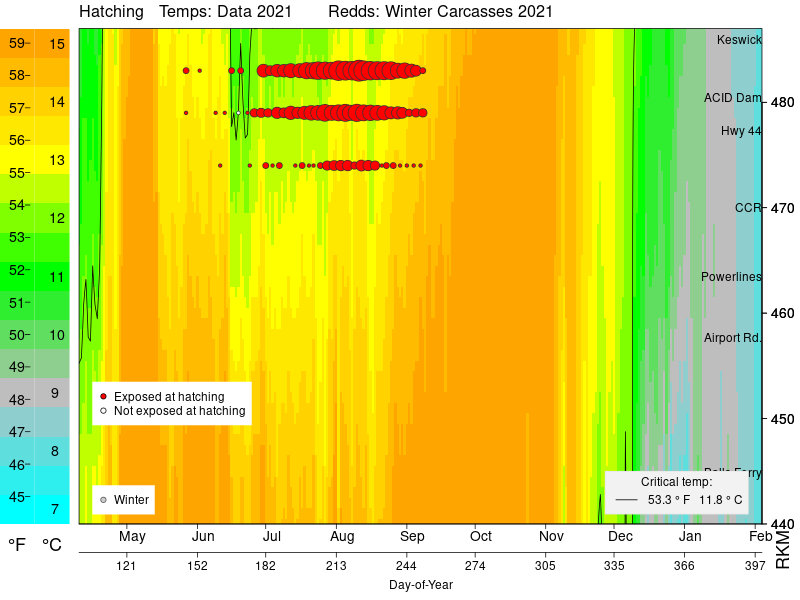 Hatching Temps: Data 2021 Redds: Winter Carcasses 2021
59 15
58
57 14
56
55 13
54
53 12
52 11
51
50 10
49
48 9
47
46 8
45
7
°F °C
Keswick
ACID Dam
Hwy 44
CCR
Powerlines
Airport Rd.
Balls Ferry
480
470
460
450
440
RKM
Exposed at hatching
Not exposed at hatching
Winter
Critical temp:
53.3 ° F 11.8 ° C
May Jun Jul Aug Sep Oct Nov Dec Jan Feb
121 152 182 213 244 274 305 335 366 397
Day-of-Year